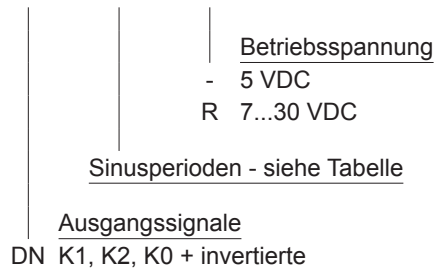 Betriebsspannung
- 5 VDC
R 7...30 VDC
Sinusperioden - siehe Tabelle
Ausgangssignale
DN K1, K2, K0 + invertierte